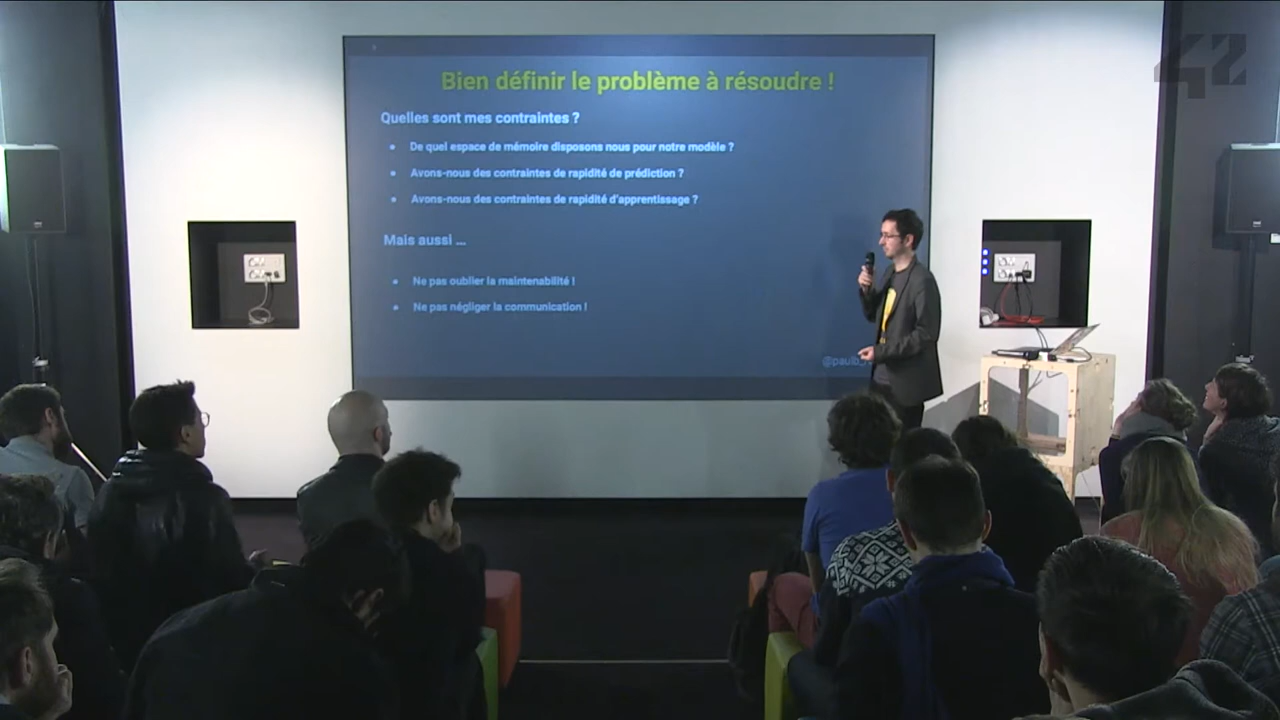 42
Bien définir le problème à résoudre !
Quelles sont mes contraintes ?
De quel espace de mémoire disposons nous pour notre modèle ?
Avons-nous des contraintes de rapidité de prédiction ?
Avons-nous des contraintes de rapidité d'apprentissage ?
Mais aussi ...
Ne pas oublier la maintenabilité !
Ne pas négliger la communication !